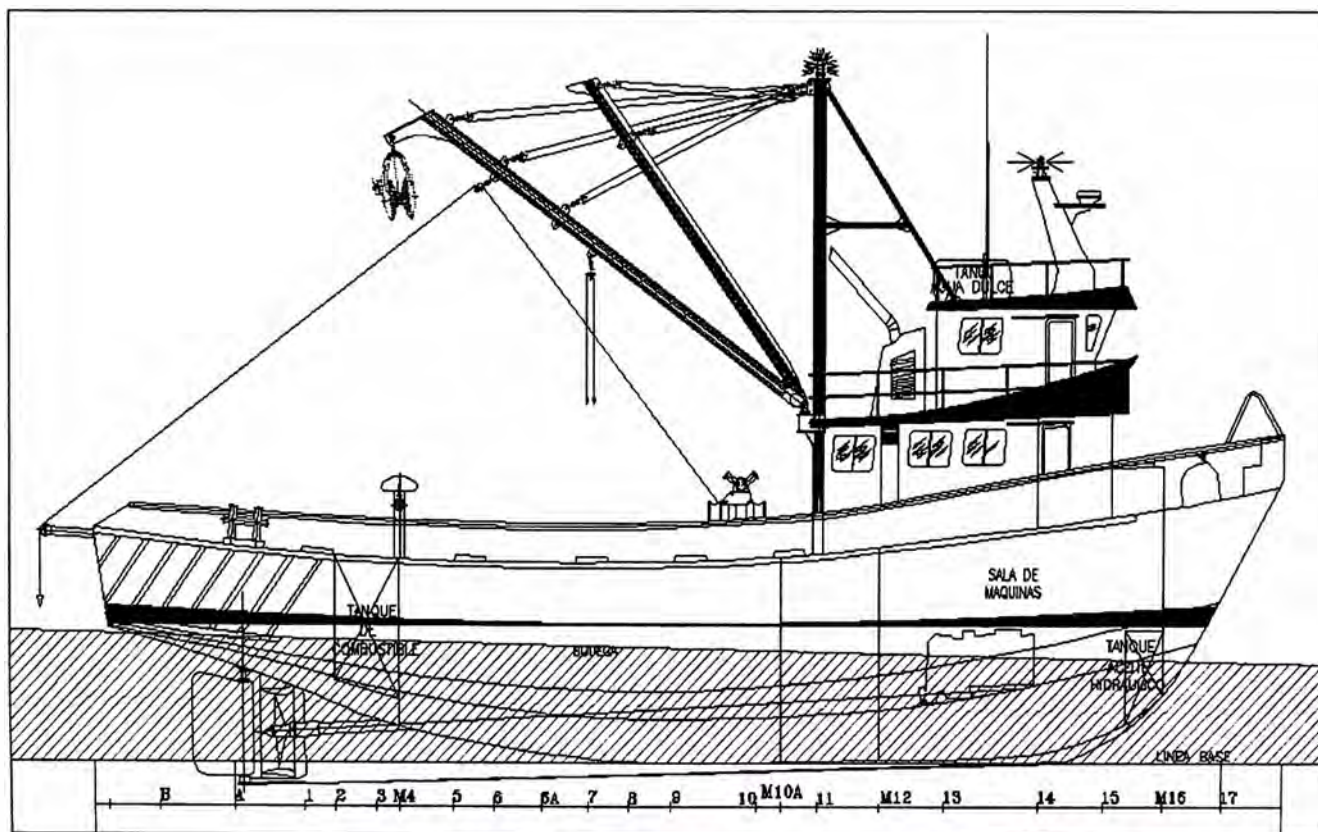 TANQUE
AGUA DULCE
SALA DE
MAQUINAS
TANQUE
DE
COMBUSTIBLE
BODEGA
TANQUE
ACEITE
HIDRAULICO
LINEA BASE
B A 1 2 3 M4 5 6 6A 7 8 9 10 M10A 11 M12 13 14 15 M16 17